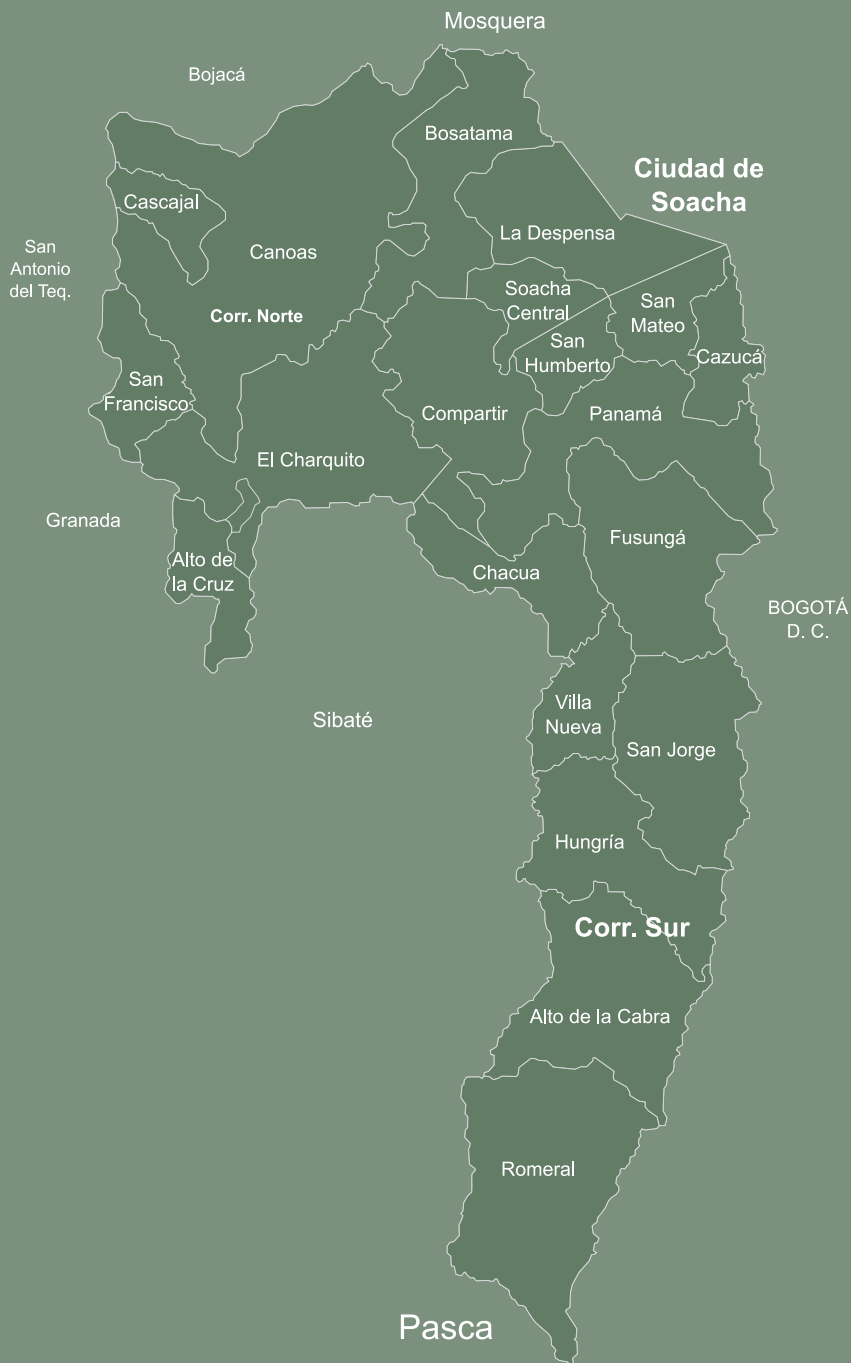 Mosquera
Bojacá
Bosatama
Ciudad de
Soacha
Cascajal
La Despensa
San
Antonio
del Teq.
Canoas
Soacha
Central
San
Mateo
Corr. Norte
San
Humberto
Cazucá
San
Francisco
Compartir
Panamá
El Charquito
Granada
Fusungá
Alto de
la Cruz
Chacua
BOGOTÁ
D. C.
Sibaté
Villa
Nueva
San Jorge
Hungría
Corr. Sur
Alto de la Cabra
Romeral
Pasca